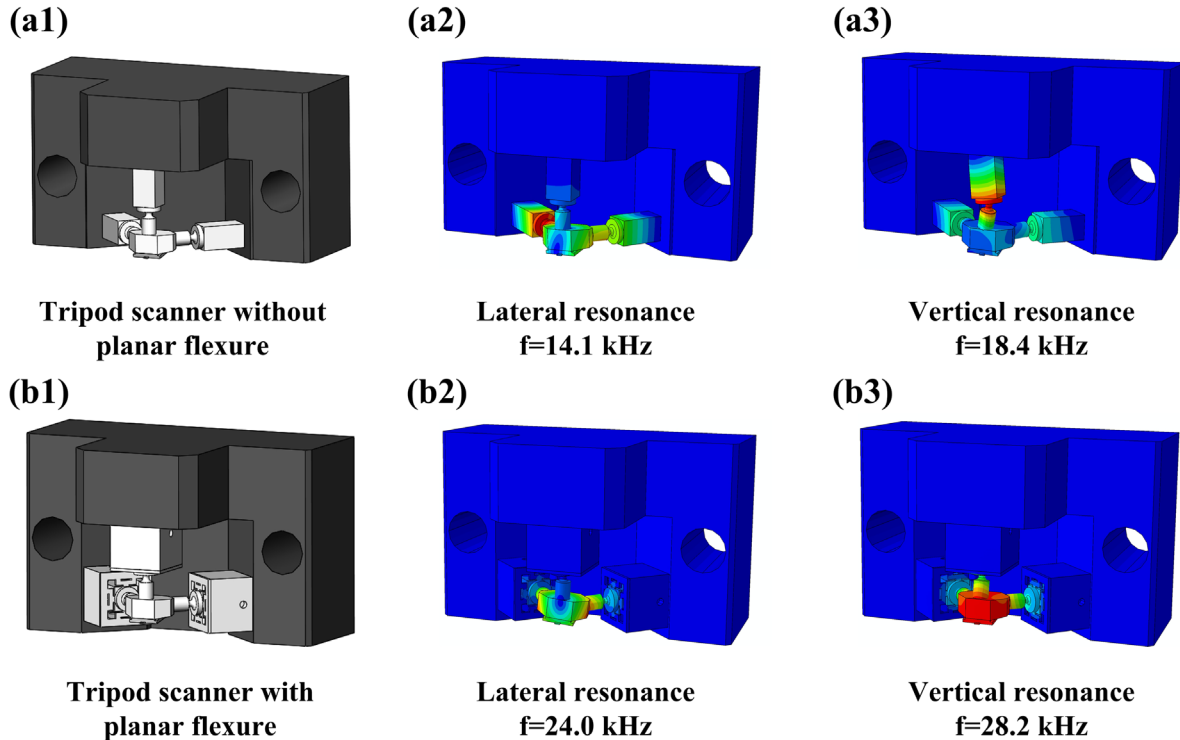 (a1)
(a2)
(a3)
Tripod scanner without
planar flexure
Lateral resonance
f=14.1 kHz
Vertical resonance
f=18.4 kHz
(b1)
(b2)
(b3)
Tripod scanner with
planar flexure
Lateral resonance
f=24.0 kHz
Vertical resonance
f=28.2 kHz